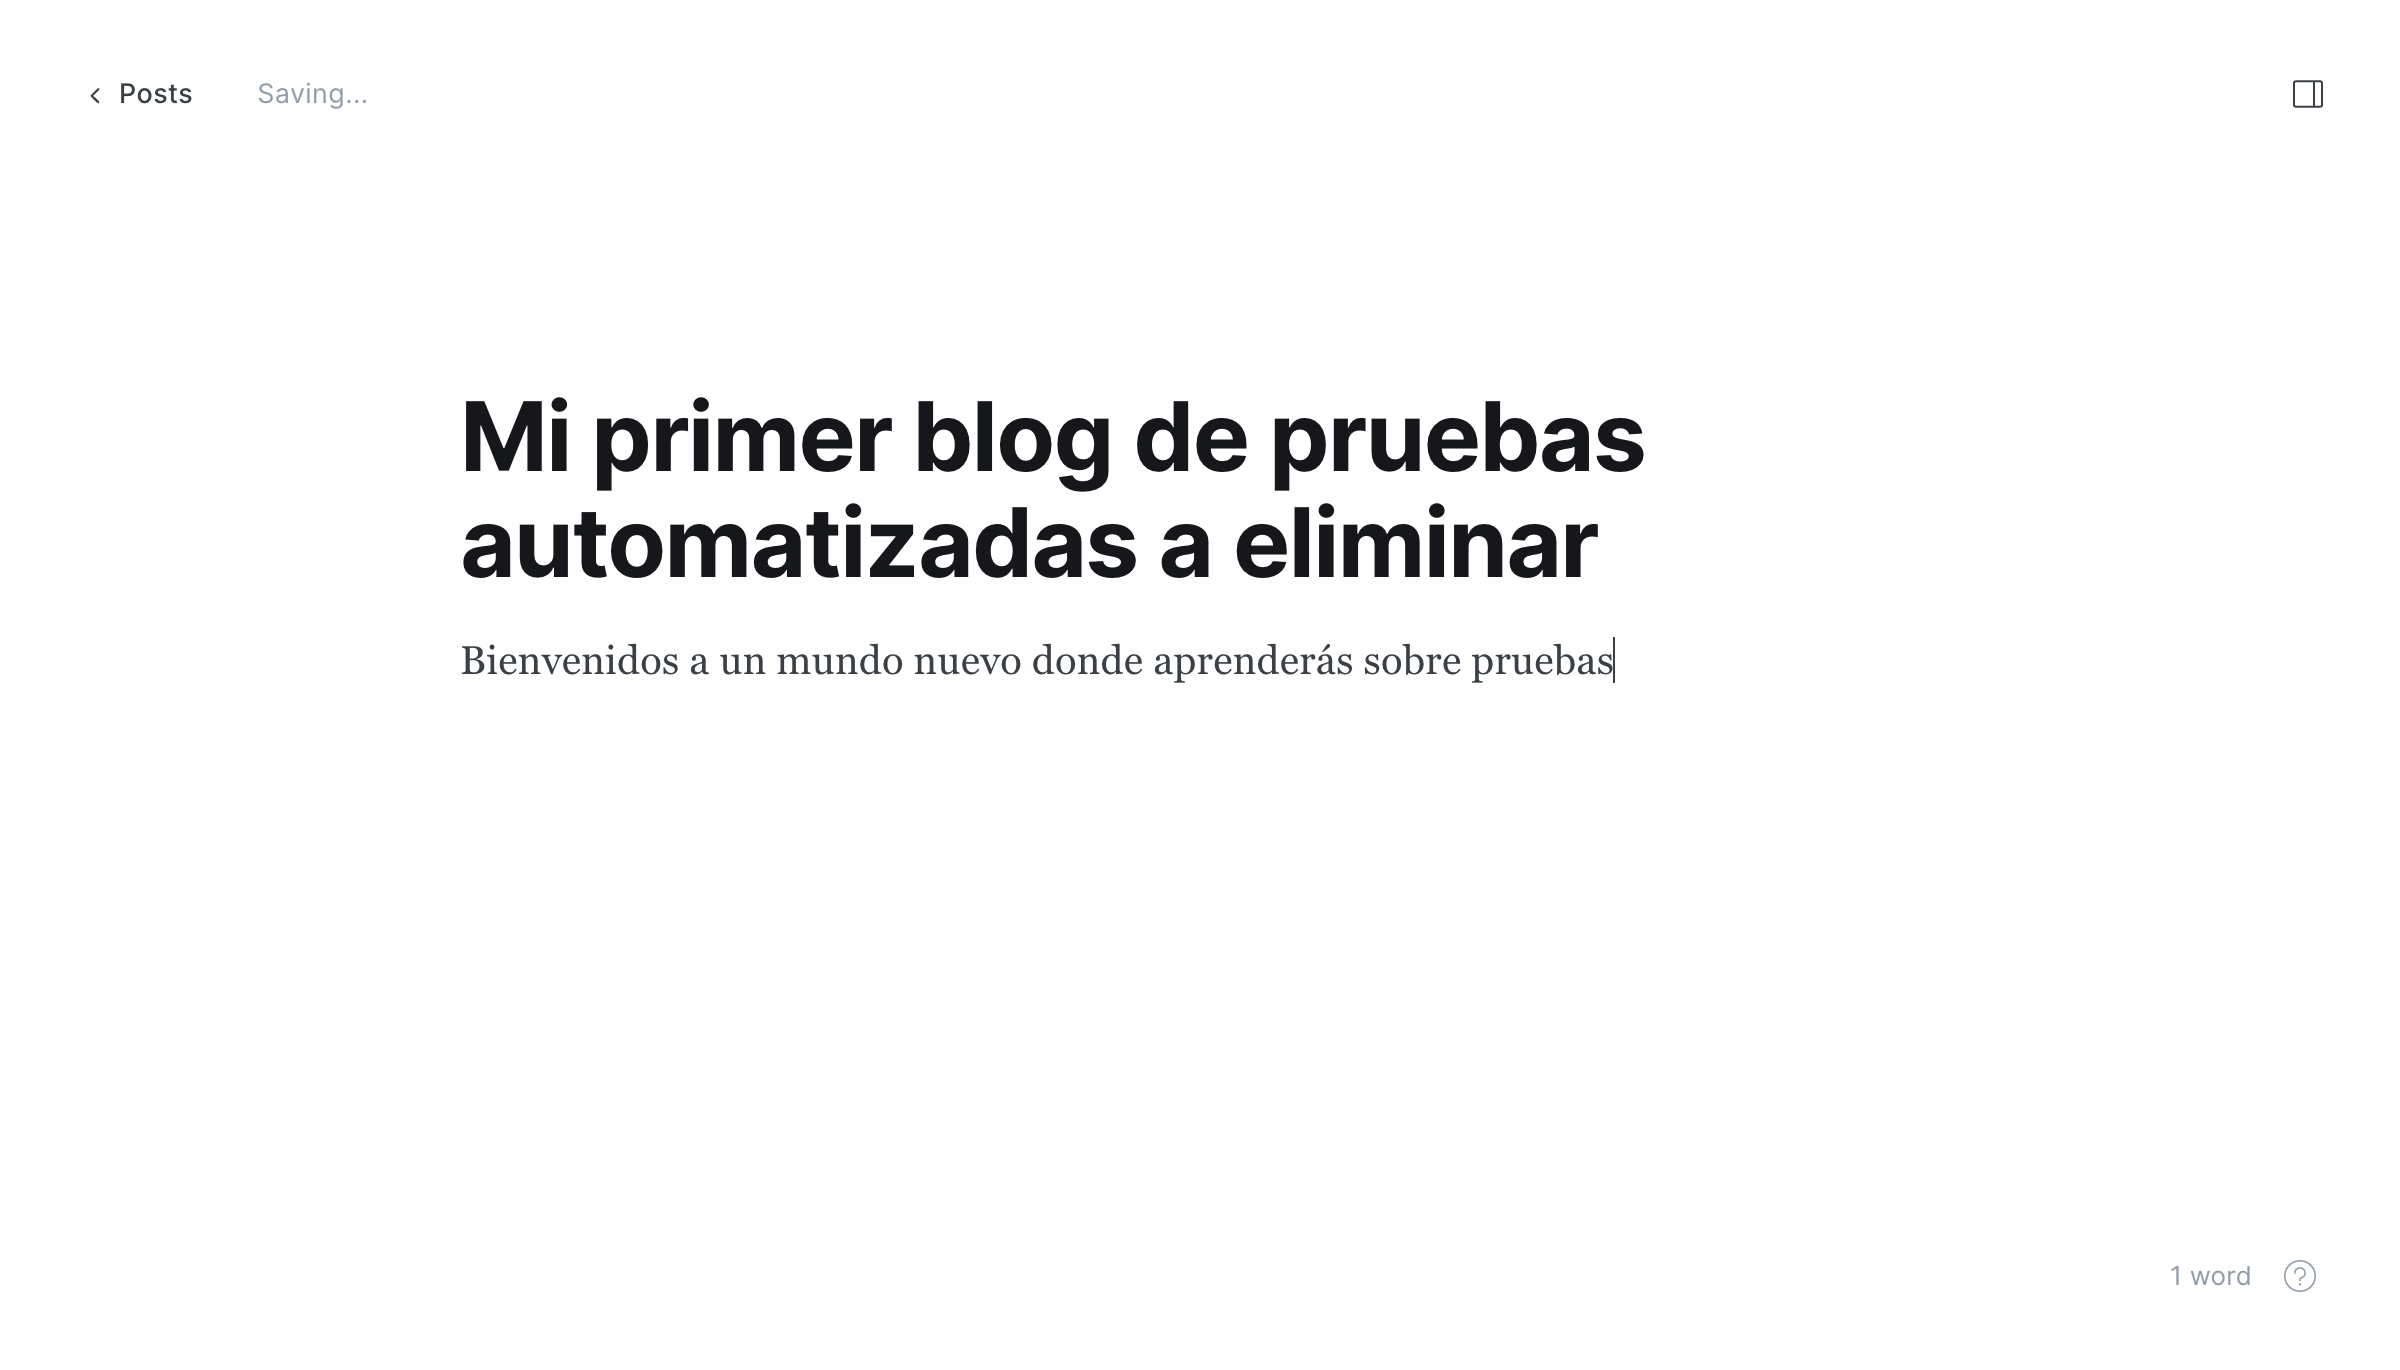 Posts
Saving...
Mi primer blog de pruebas
automatizadas a eliminar
Bienvenidos a un mundo nuevo donde aprenderás sobre pruebas
1 word
?